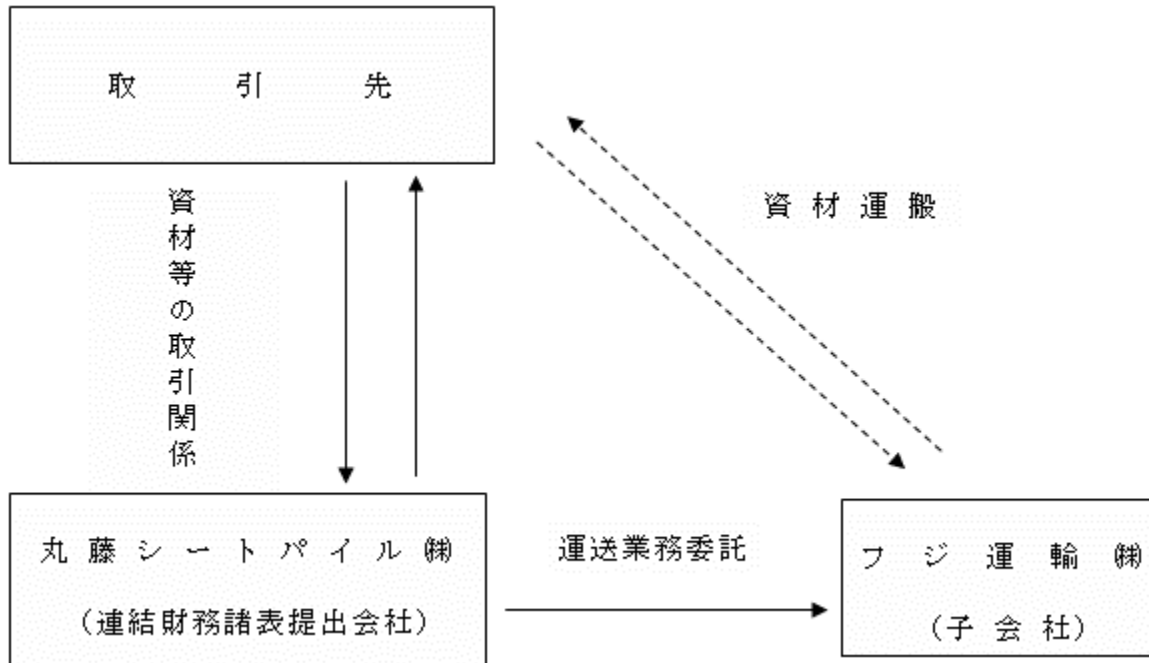 取引先
資材等の取引関係
資材運搬
丸藤シートパイル㈱
(連結財務諸表提出会社)
運送業務委託
フジ運輸㈱
(子会社)